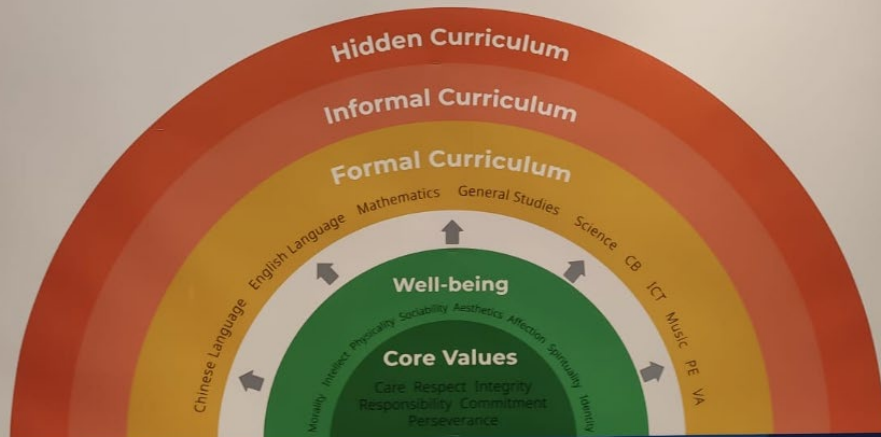 Hidden Curriculum
Informal Curriculum
Formal Curriculum
Chinese Language English Language Mathematics General Studies Science CB ICT Music PE VA
Well-being
Morality Intellect Physicality Sociability Aesthetics Affection Spirituality Identity
Core Values
Care Respect Integrity
Responsibility Commitment
Perseverance